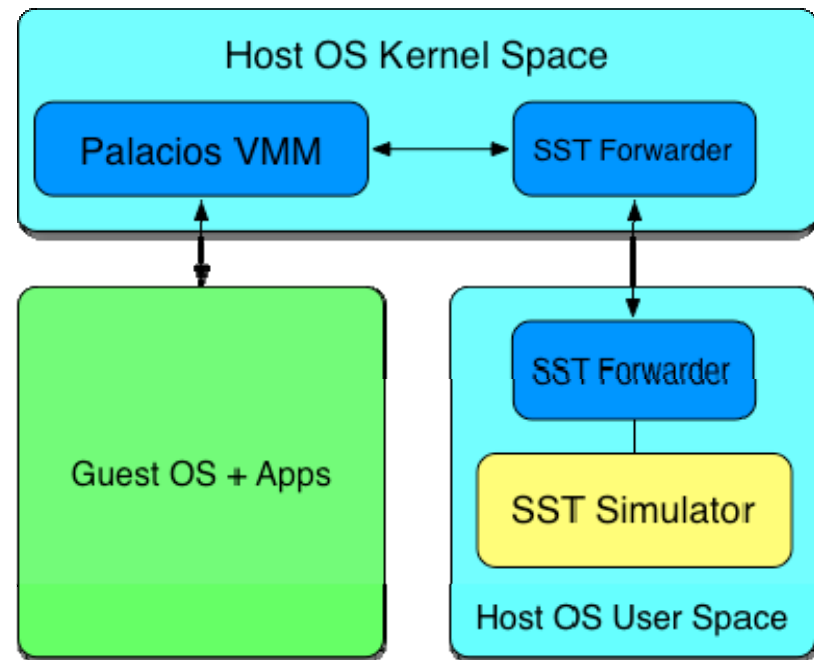 Host OS Kernel Space
Palacios VMM
SST Forwarder
SST Forwarder
Guest OS + Apps
SST Simulator
Host OS User Space